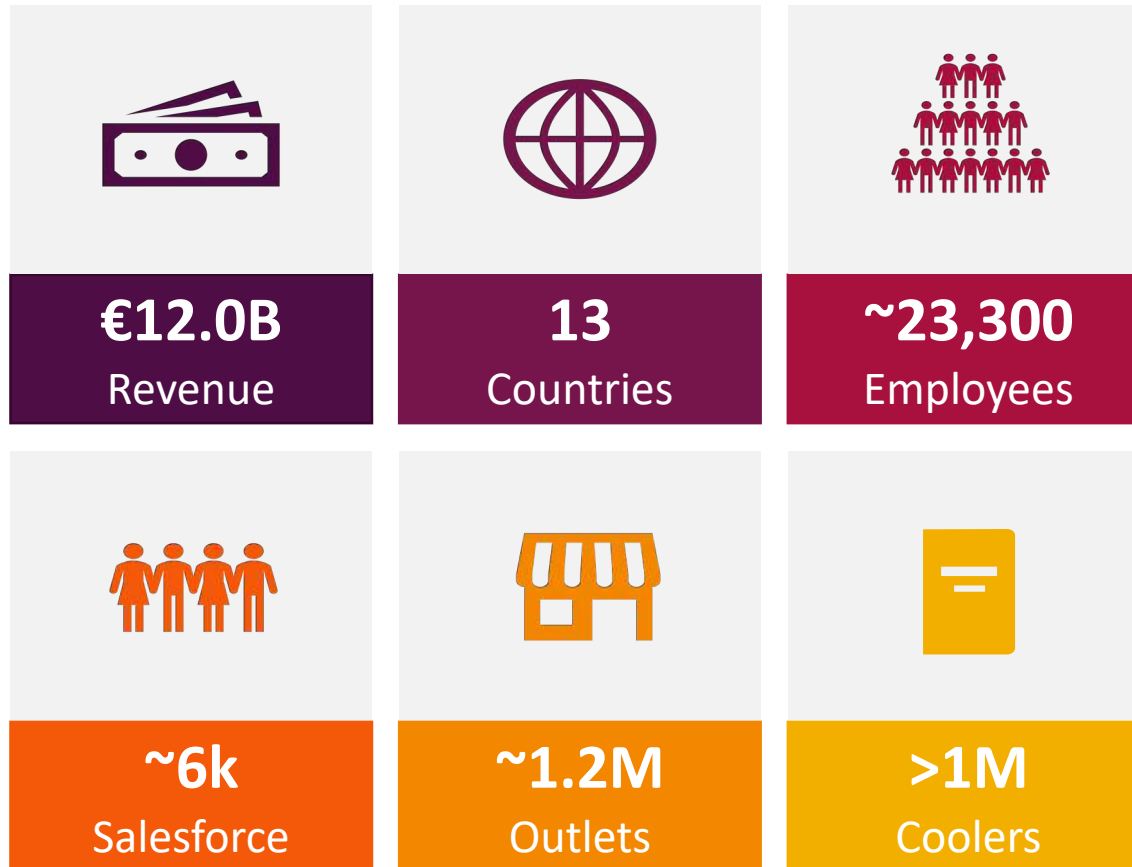 €12.0B
Revenue
13
Countries
~23,300
Employees
~6k
Salesforce
~1.2M
Outlets
>1M
Coolers